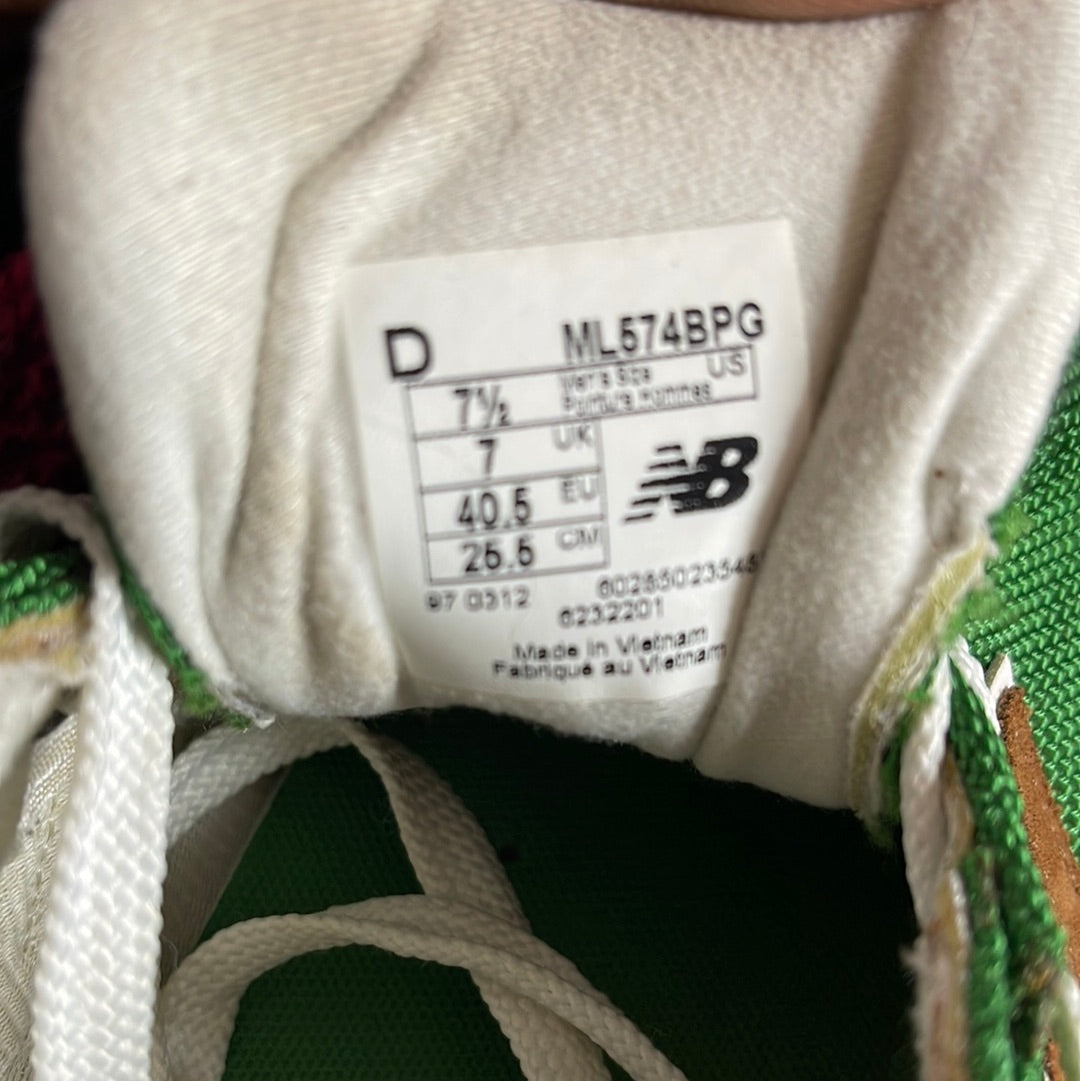 D ML574BPG
7½ Men's Size US
Pointure hommes
7 UK
NB
40.5 EU
25.5 CM
97 0312
6232201
Made in Vietnam
Fabriqué au Vietnam